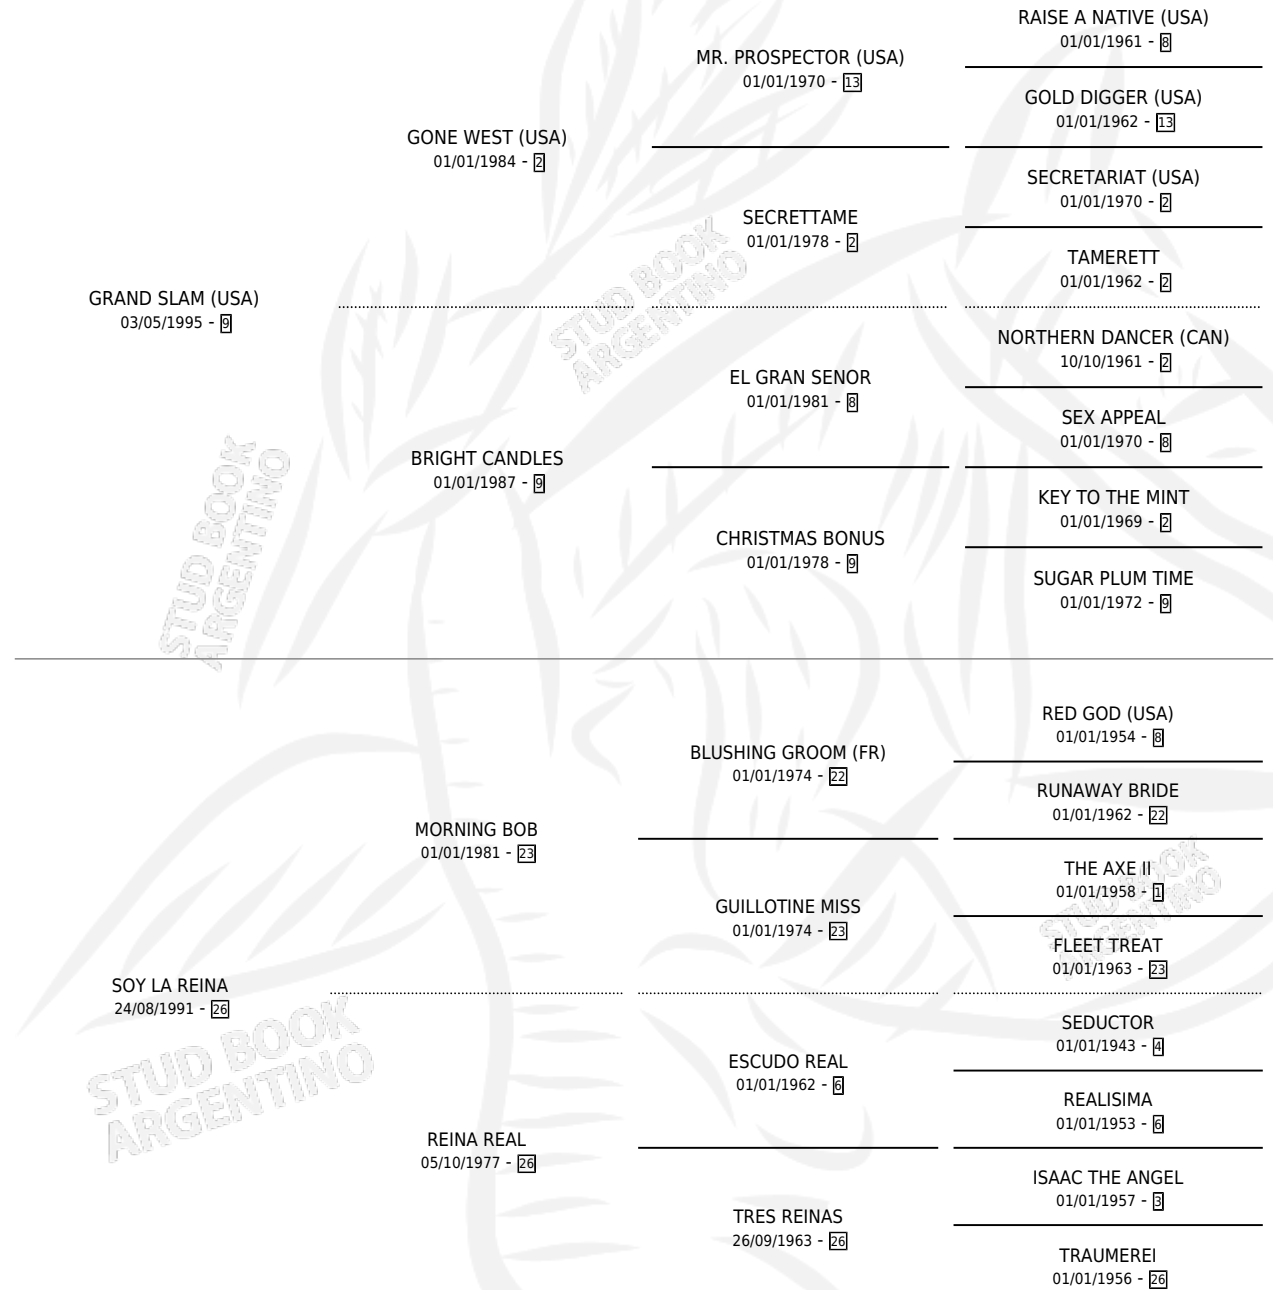 RAISE A NATIVE (USA)
01/01/1961 - 8
MR. PROSPECTOR (USA)
01/01/1970 - 13
GOLD DIGGER (USA)
01/01/1962 - 13
GONE WEST (USA)
01/01/1984 - 2
SECRETARIAT (USA)
01/01/1970 - 2
SECRETTAME
01/01/1978 - 2
TAMERETT
01/01/1962 - 2
GRAND SLAM (USA)
03/05/1995 - 9
NORTHERN DANCER (CAN)
10/10/1961 - 2
EL GRAN SENOR
01/01/1981 - 8
SEX APPEAL
01/01/1970 - 8
BRIGHT CANDLES
01/01/1987 - 9
KEY TO THE MINT
01/01/1969 - 2
CHRISTMAS BONUS
01/01/1978 - 9
SUGAR PLUM TIME
01/01/1972 - 9
RED GOD (USA)
01/01/1954 - 8
BLUSHING GROOM (FR)
01/01/1974 - 22
RUNAWAY BRIDE
01/01/1962 - 22
MORNING BOB
01/01/1981 - 23
THE AXE II
01/01/1958 - 1
GUILLOTINE MISS
01/01/1974 - 23
FLEET TREAT
01/01/1963 - 23
SOY LA REINA
24/08/1991 - 26
SEDUCTOR
01/01/1943 - 4
ESCUDO REAL
01/01/1962 - 6
REALISIMA
01/01/1953 - 6
REINA REAL
05/10/1977 - 26
ISAAC THE ANGEL
01/01/1957 - 3
TRES REINAS
26/09/1963 - 26
TRAUMEREI
01/01/1956 - 26
STUD BOOK
ARGENTINO
STUD BOOK
ARGENTINO
STUD BOOK
ARGENTINO
STUD BOOK
ARGENTINO